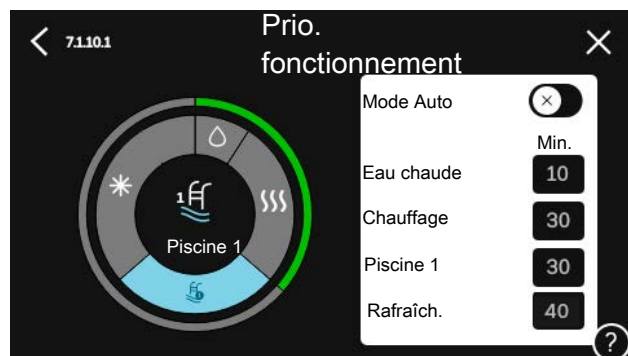 7.1.10.1
Prio.
fonctionnement
Mode Auto
Min.
Eau chaude 10
Chauffage 30
Piscine 1 30
Rafraîch. 40
1
Piscine 1
1
?